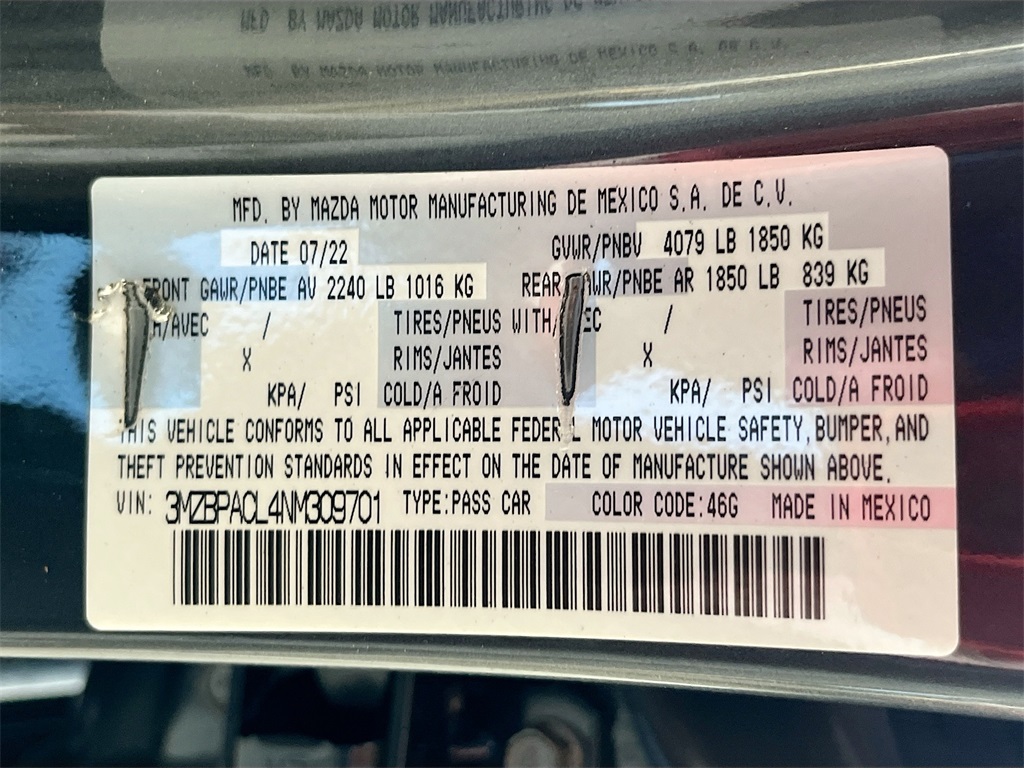 MFD. BY MAZDA MOTOR MANUFACTURING DE MEXICO S.A. DE C.V.
DATE 07/22 GVWR/PNBV 4079 LB 1850 KG
FRONT GAWR/PNBE AV 2240 LB 1016 KG REAR GAWR/PNBE AR 1850 LB 839 KG
/AVEC / TIRES/PNEUS WITH/ EC / TIRES/PNEUS
X RIMS/JANTES X RIMS/JANTES
KPA/ PSI COLD/A FROID KPA/ PSI COLD/A FROID
THIS VEHICLE CONFORMS TO ALL APPLICABLE FEDERAL MOTOR VEHICLE SAFETY, BUMPER, AND
THEFT PREVENTION STANDARDS IN EFFECT ON THE DATE OF MANUFACTURE SHOWN ABOVE.
VIN: 3MZBPACL4NM309701 TYPE:PASS CAR COLOR CODE:46G MADE IN MEXICO